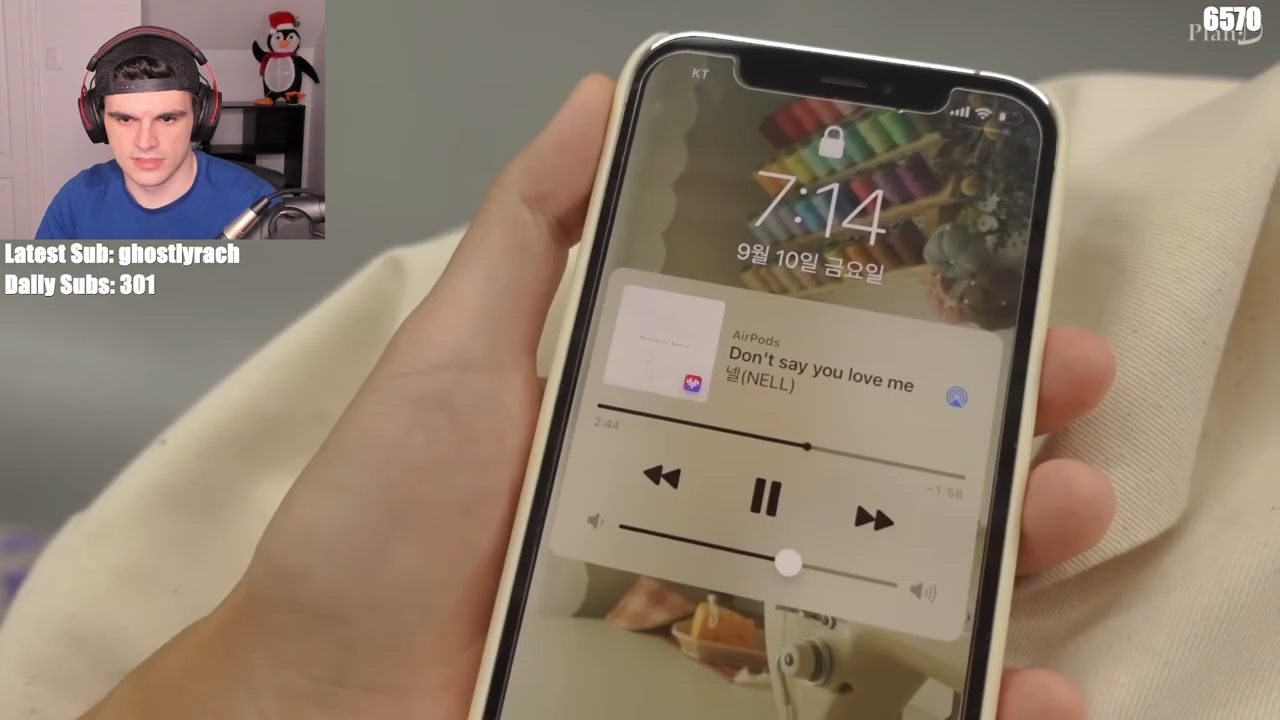 6570
Plan.D
Latest Sub: ghostlyrach
Daily Subs: 301
KT
7:14
9월 10일 금요일
AirPods
Don't say you love me
넬(NELL)
2:44
-1:58